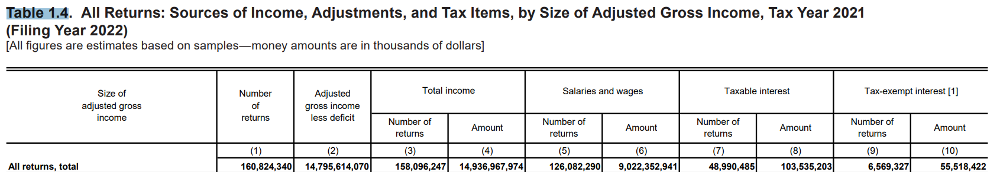 Table 1.4.  All Returns: Sources of Income, Adjustments, and Tax Items, by Size of Adjusted Gross Income, Tax Year 2021
(Filing Year 2022)
[All figures are estimates based on samples—money amounts are in thousands of dollars]
Size of
adjusted gross
income
Number
of
returns
Adjusted
gross income
less deficit
Total income
Salaries and wages
Taxable interest
Tax-exempt interest [1]
Number of
returns
Amount
Number of
returns
Amount
Number of
returns
Amount
Number of
returns
Amount
(1) (2) (3) (4) (5) (6) (7) (8) (9) (10)
All returns, total 160,824,340 14,795,614,070 158,096,247 14,936,967,974 126,082,290 9,022,352,941 48,990,485 103,535,203 6,569,327 55,518,422